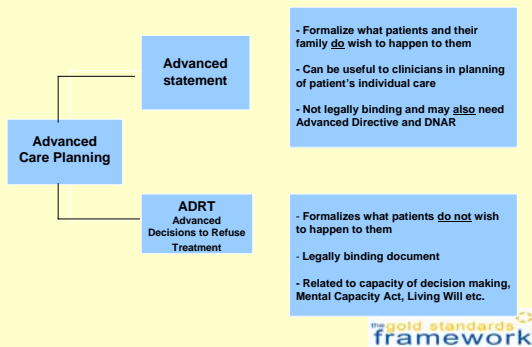 Advanced
statement
- Formalize what patients and their
family do wish to happen to them
- Can be useful to clinicians in planning
of patient's individual care
- Not legally binding and may also need
Advanced Directive and DNAR
Advanced
Care Planning
ADRT
Advanced
Decisions to Refuse
Treatment
- Formalizes what patients do not wish
to happen to them
- Legally binding document
- Related to capacity of decision making,
Mental Capacity Act, Living Will etc.
the gold standards
framework